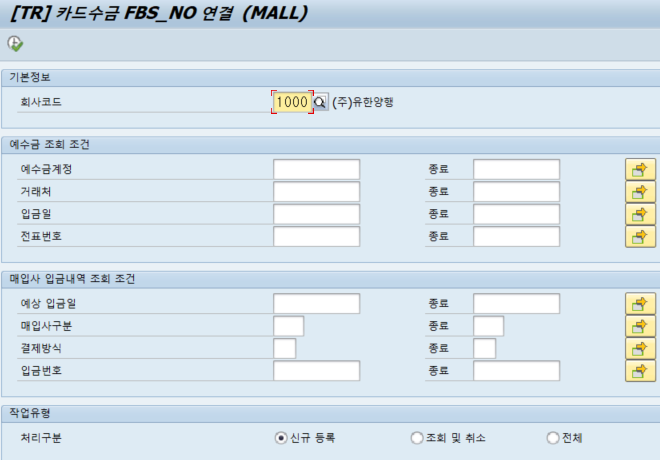 [TR] 카드수금 FBS_NO 연결 (MALL)
기본정보
회사코드 1000 (주)유한양행
예수금 조회 조건
예수금계정 종료
거래처 종료
입금일 종료
전표번호 종료
매입사 입금내역 조회 조건
예상 입금일 종료
매입사구분 종료
결제방식 종료
입금번호 종료
작업유형
처리구분 신규 등록 조회 및 취소 전체